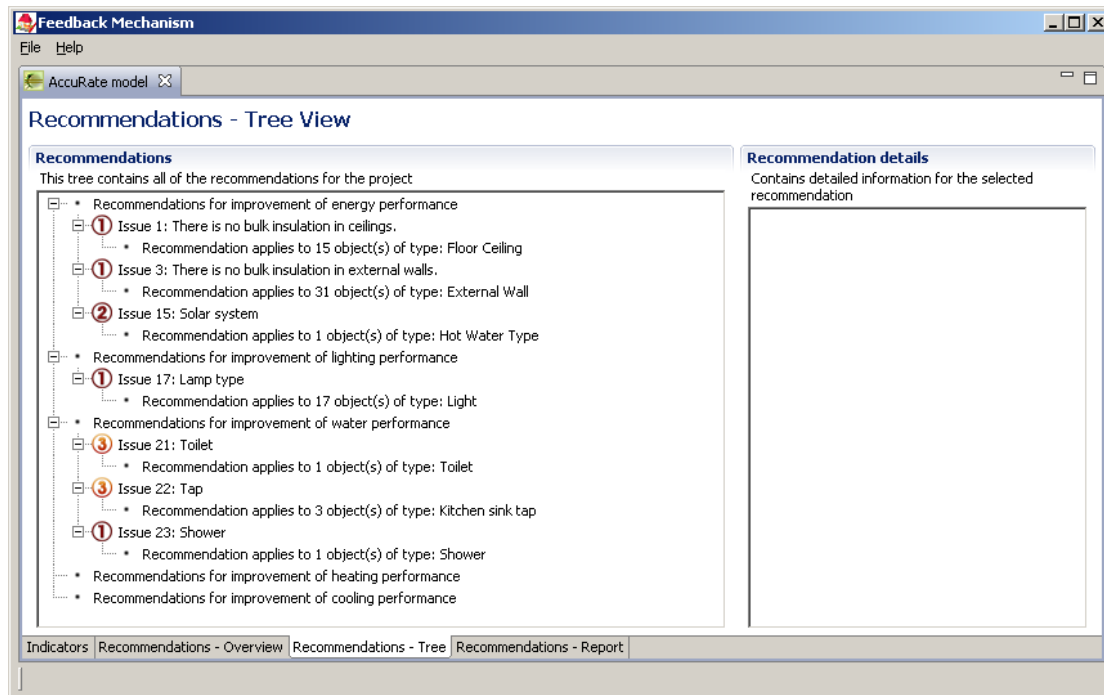 Feedback Mechanism
File Help
AccuRate model
Recommendations - Tree View
Recommendations
This tree contains all of the recommendations for the project
Recommendations for improvement of energy performance
1 Issue 1: There is no bulk insulation in ceilings.
Recommendation applies to 15 object(s) of type: Floor Ceiling
1 Issue 3: There is no bulk insulation in external walls.
Recommendation applies to 31 object(s) of type: External Wall
2 Issue 15: Solar system
Recommendation applies to 1 object(s) of type: Hot Water Type
Recommendations for improvement of lighting performance
1 Issue 17: Lamp type
Recommendation applies to 17 object(s) of type: Light
Recommendations for improvement of water performance
3 Issue 21: Toilet
Recommendation applies to 1 object(s) of type: Toilet
3 Issue 22: Tap
Recommendation applies to 3 object(s) of type: Kitchen sink tap
1 Issue 23: Shower
Recommendation applies to 1 object(s) of type: Shower
Recommendations for improvement of heating performance
Recommendations for improvement of cooling performance
Recommendation details
Contains detailed information for the selected
recommendation
Indicators Recommendations - Overview Recommendations - Tree Recommendations - Report